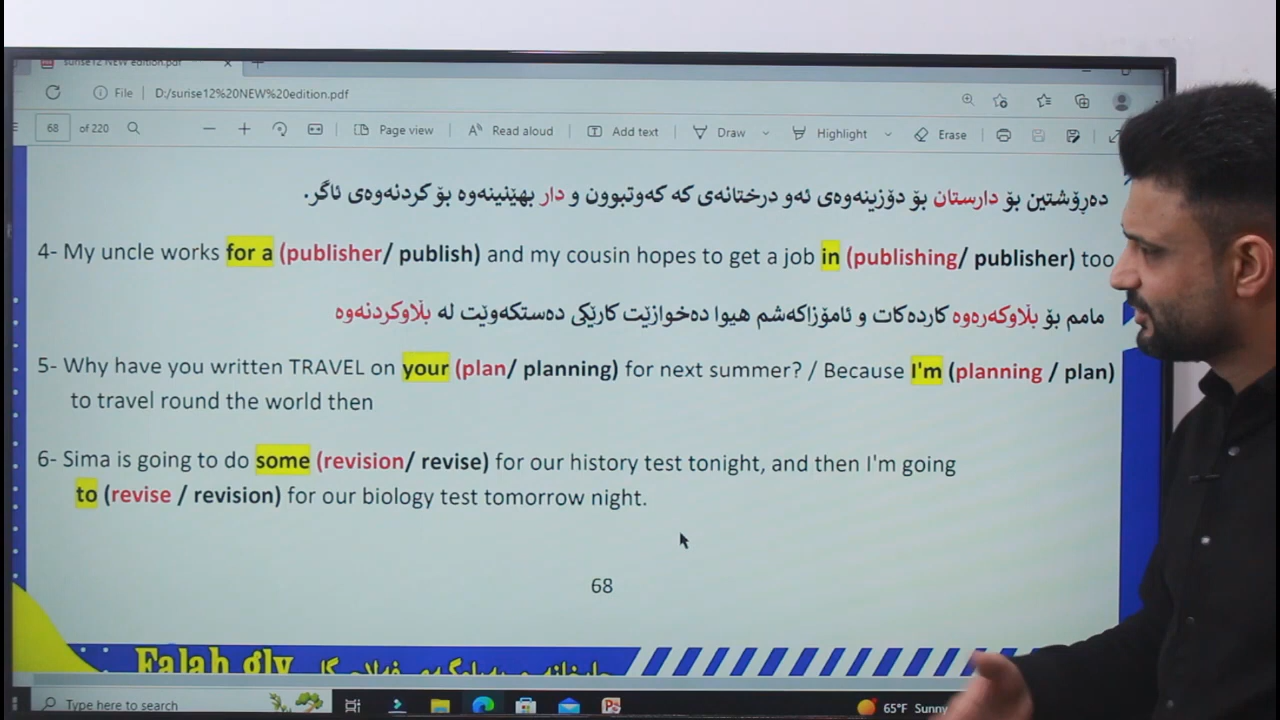 surise12 NEW edition.pdf
File | D:/surise12%20NEW%20edition.pdf
68 of 220 Page view Read aloud Add text Draw Highlight Erase
دەڕۆشتین بۆ دارستان بۆ دۆزینەوەی ئەو درختانەی کە کەوتبوون و دار بهێنینەوە بۆ کردنەوەی ئاگر.
4- My uncle works for a (publisher/ publish) and my cousin hopes to get a job in (publishing/ publisher) too
مامم بۆ بڵاوکەرەوە کاردەکات و ئامۆزاکەشم هیوا دەخوازێت کارێکی دەستکەوێت لە بڵاوکردنەوە
5- Why have you written TRAVEL on your (plan/ planning) for next summer? / Because I'm (planning / plan)
to travel round the world then
6- Sima is going to do some (revision/ revise) for our history test tonight, and then I'm going
to (revise / revision) for our biology test tomorrow night.
68
Falah gly
Type here to search 65°F Sunny